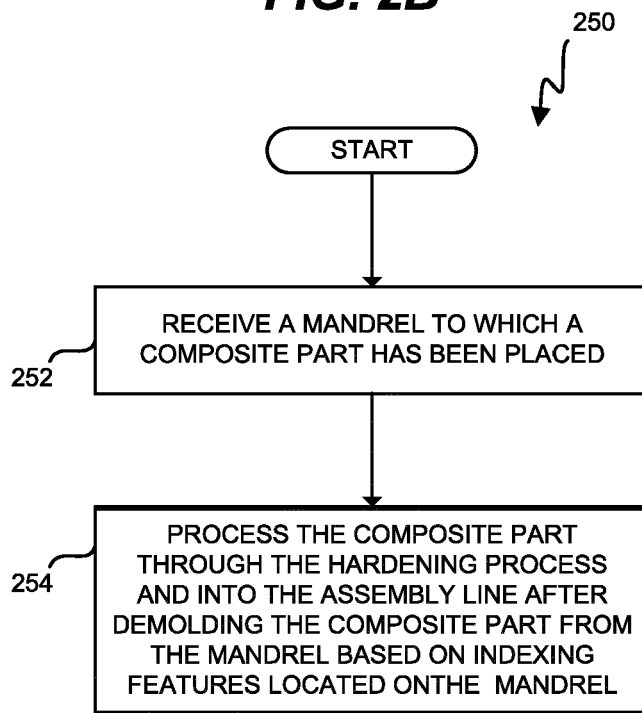 FIG. 2B
250
START
RECEIVE A MANDREL TO WHICH A
COMPOSITE PART HAS BEEN PLACED
252
PROCESS THE COMPOSITE PART
THROUGH THE HARDENING PROCESS
AND INTO THE ASSEMBLY LINE AFTER
DEMOLDING THE COMPOSITE PART FROM
THE MANDREL BASED ON INDEXING
FEATURES LOCATED ONTHE MANDREL
254